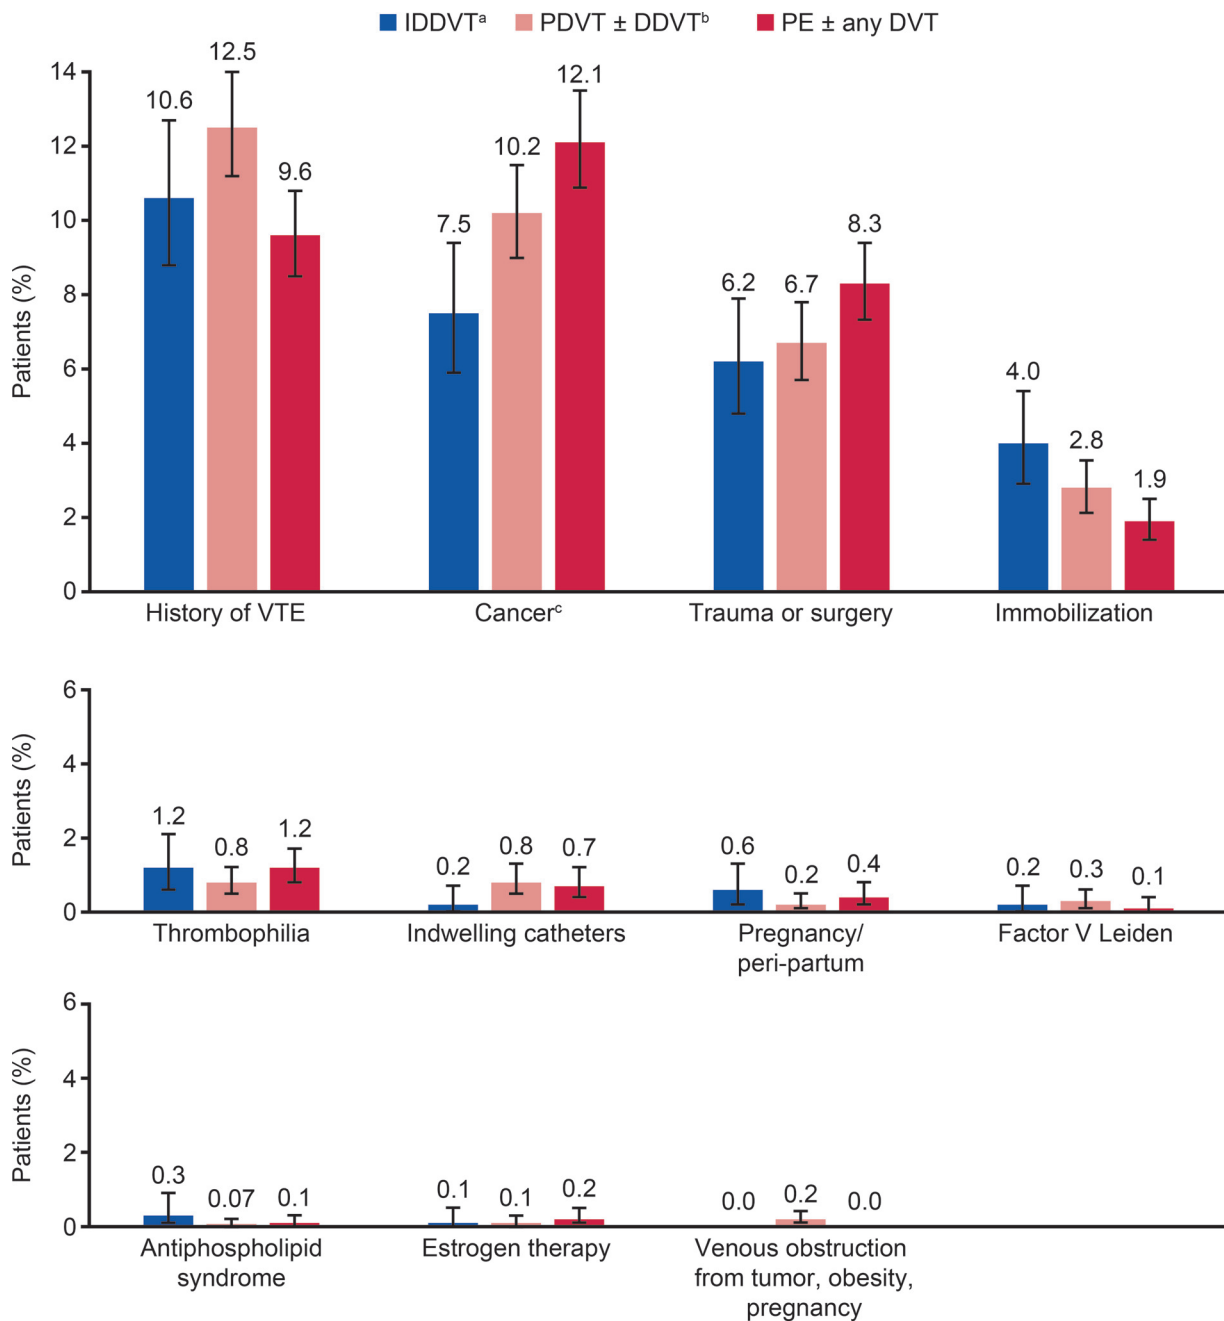 IDDVTᵃ PDVT ± DDVTᵇ PE ± any DVT
Patients (%)
14
12
10
8
6
4
2
0
10.6 12.5 9.6
7.5 10.2 12.1
6.2 6.7 8.3
4.0 2.8 1.9
History of VTE Cancerᶜ Trauma or surgery Immobilization
Patients (%)
6
4
2
0
1.2 0.8 1.2
0.2 0.8 0.7
0.6 0.2 0.4
0.2 0.3 0.1
Thrombophilia Indwelling catheters Pregnancy/ Factor V Leiden
peri-partum
Patients (%)
6
4
2
0
0.3 0.07 0.1
0.1 0.1 0.2
0.0 0.2 0.0
Antiphospholipid Estrogen therapy Venous obstruction
syndrome from tumor, obesity,
pregnancy